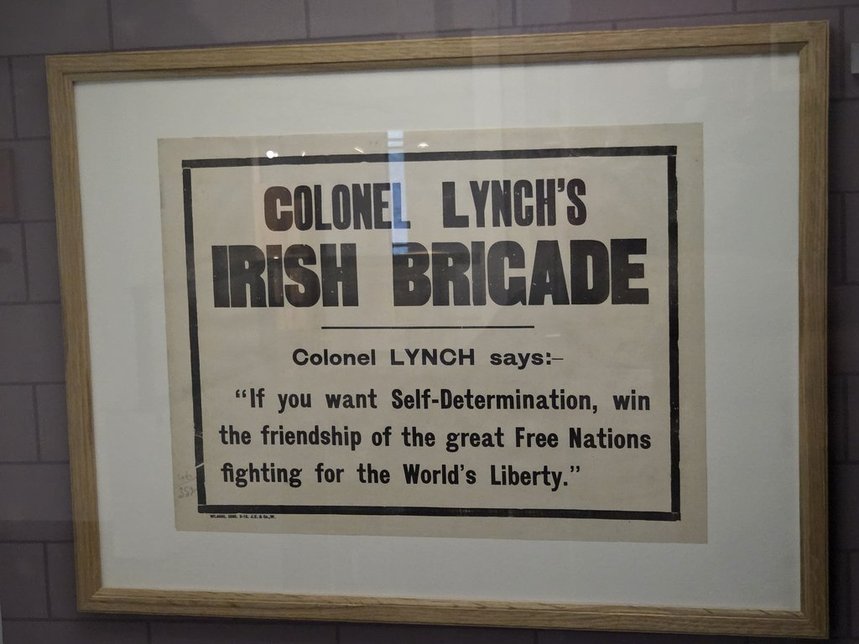 COLONEL LYNCH'S
IRISH BRIGADE
Colonel LYNCH says:–
“If you want Self-Determination, win
the friendship of the great Free Nations
fighting for the World's Liberty.”